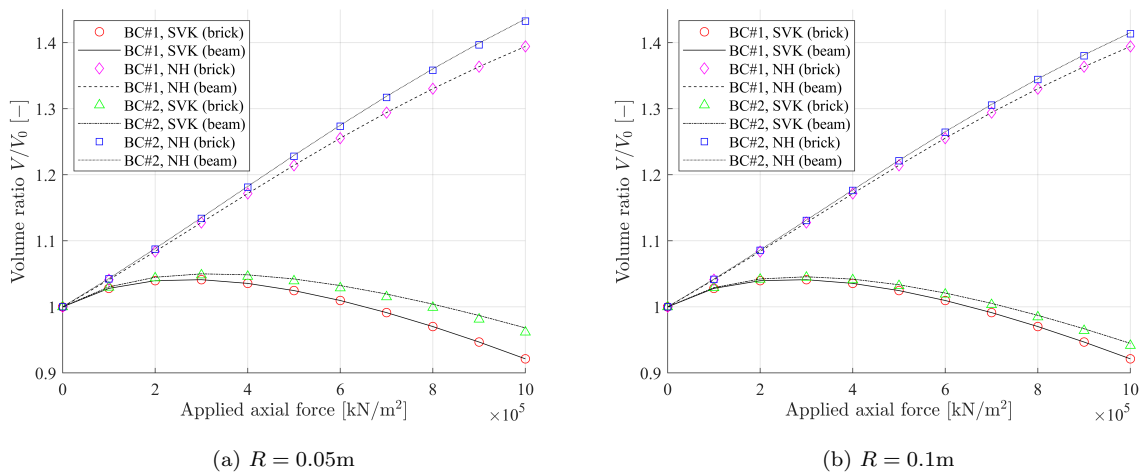 BC#1, SVK (brick)
BC#1, SVK (beam)
BC#1, NH (brick)
BC#1, NH (beam)
BC#2, SVK (brick)
BC#2, SVK (beam)
BC#2, NH (brick)
BC#2, NH (beam)
Volume ratio V/V₀ [−]
1.4
1.3
1.2
1.1
1
0.9
0 2 4 6 8 10
Applied axial force [kN/m²]
×10⁵
(a) R = 0.05m
BC#1, SVK (brick)
BC#1, SVK (beam)
BC#1, NH (brick)
BC#1, NH (beam)
BC#2, SVK (brick)
BC#2, SVK (beam)
BC#2, NH (brick)
BC#2, NH (beam)
Volume ratio V/V₀ [−]
1.4
1.3
1.2
1.1
1
0.9
0 2 4 6 8 10
Applied axial force [kN/m²]
×10⁵
(b) R = 0.1m